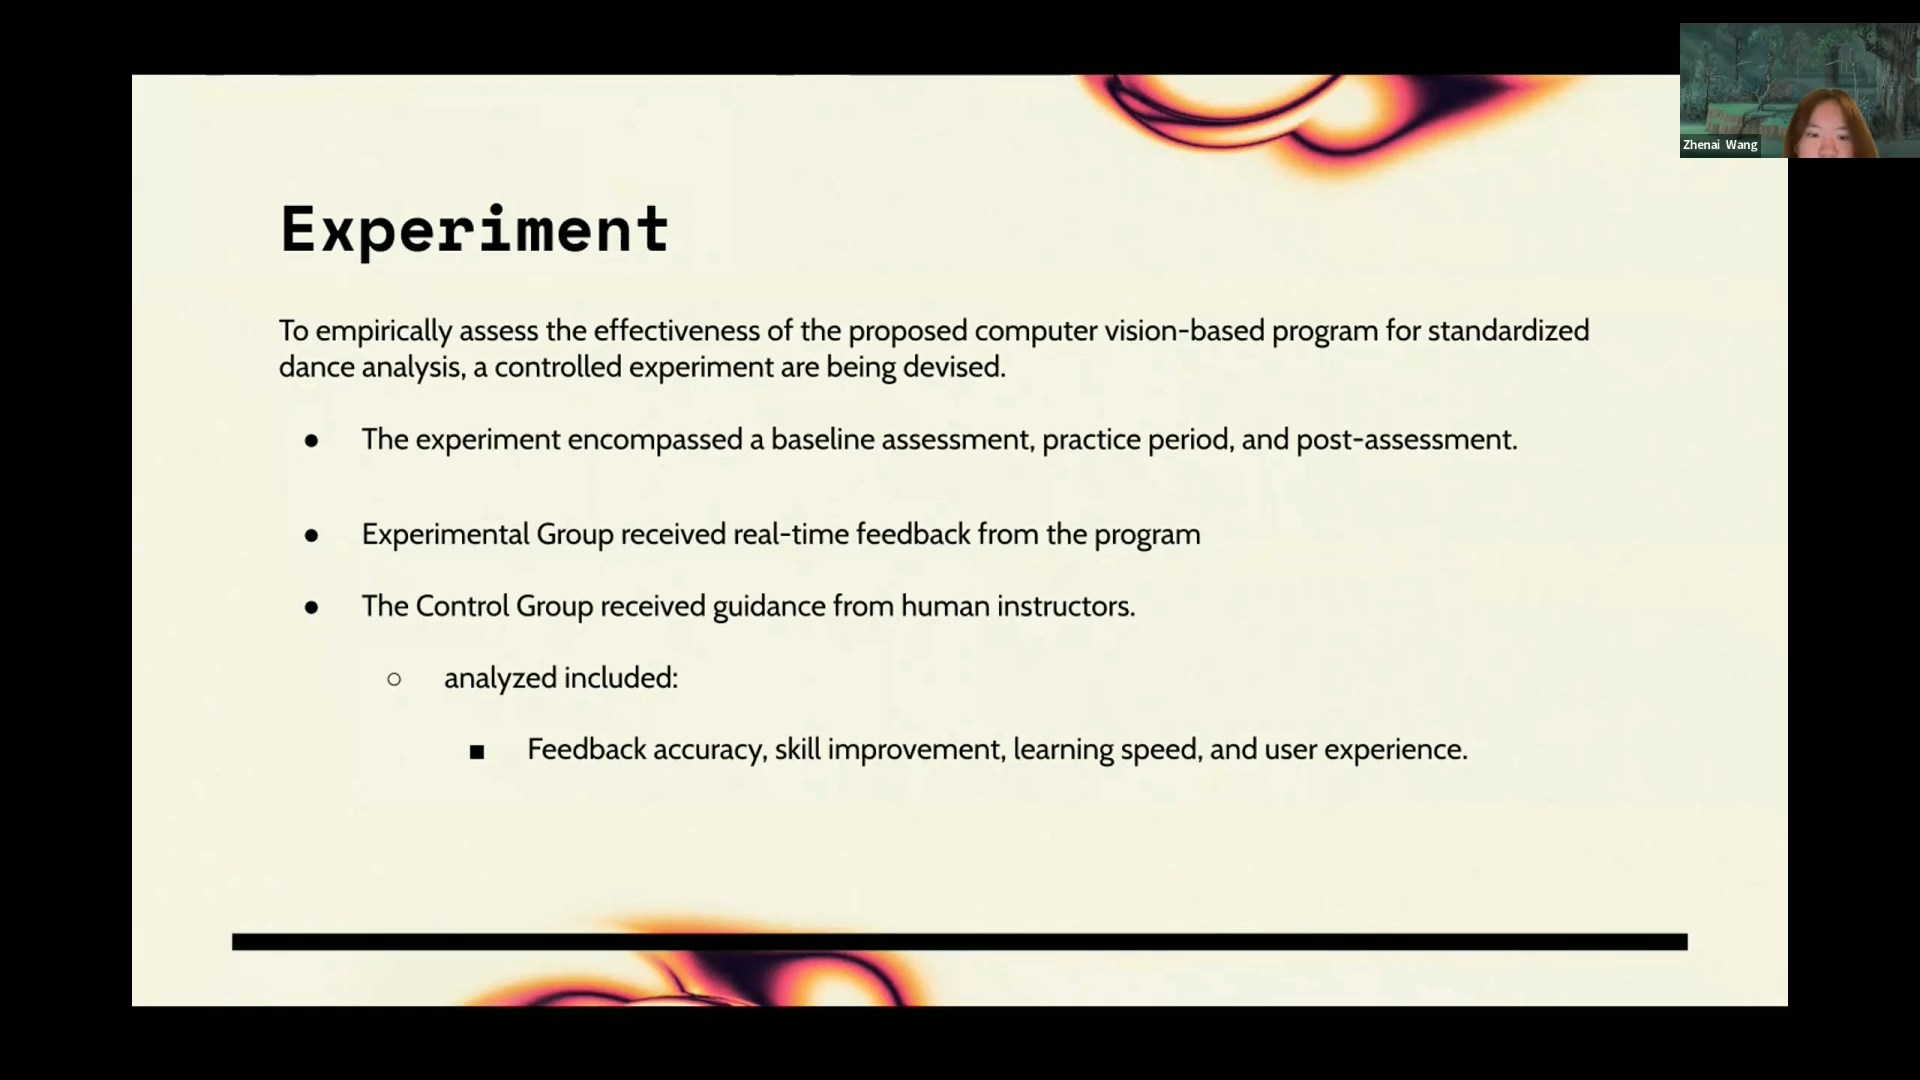 Zhenai Wang
Experiment
To empirically assess the effectiveness of the proposed computer vision-based program for standardized
dance analysis, a controlled experiment are being devised.
● The experiment encompassed a baseline assessment, practice period, and post-assessment.
● Experimental Group received real-time feedback from the program
● The Control Group received guidance from human instructors.
○ analyzed included:
■ Feedback accuracy, skill improvement, learning speed, and user experience.